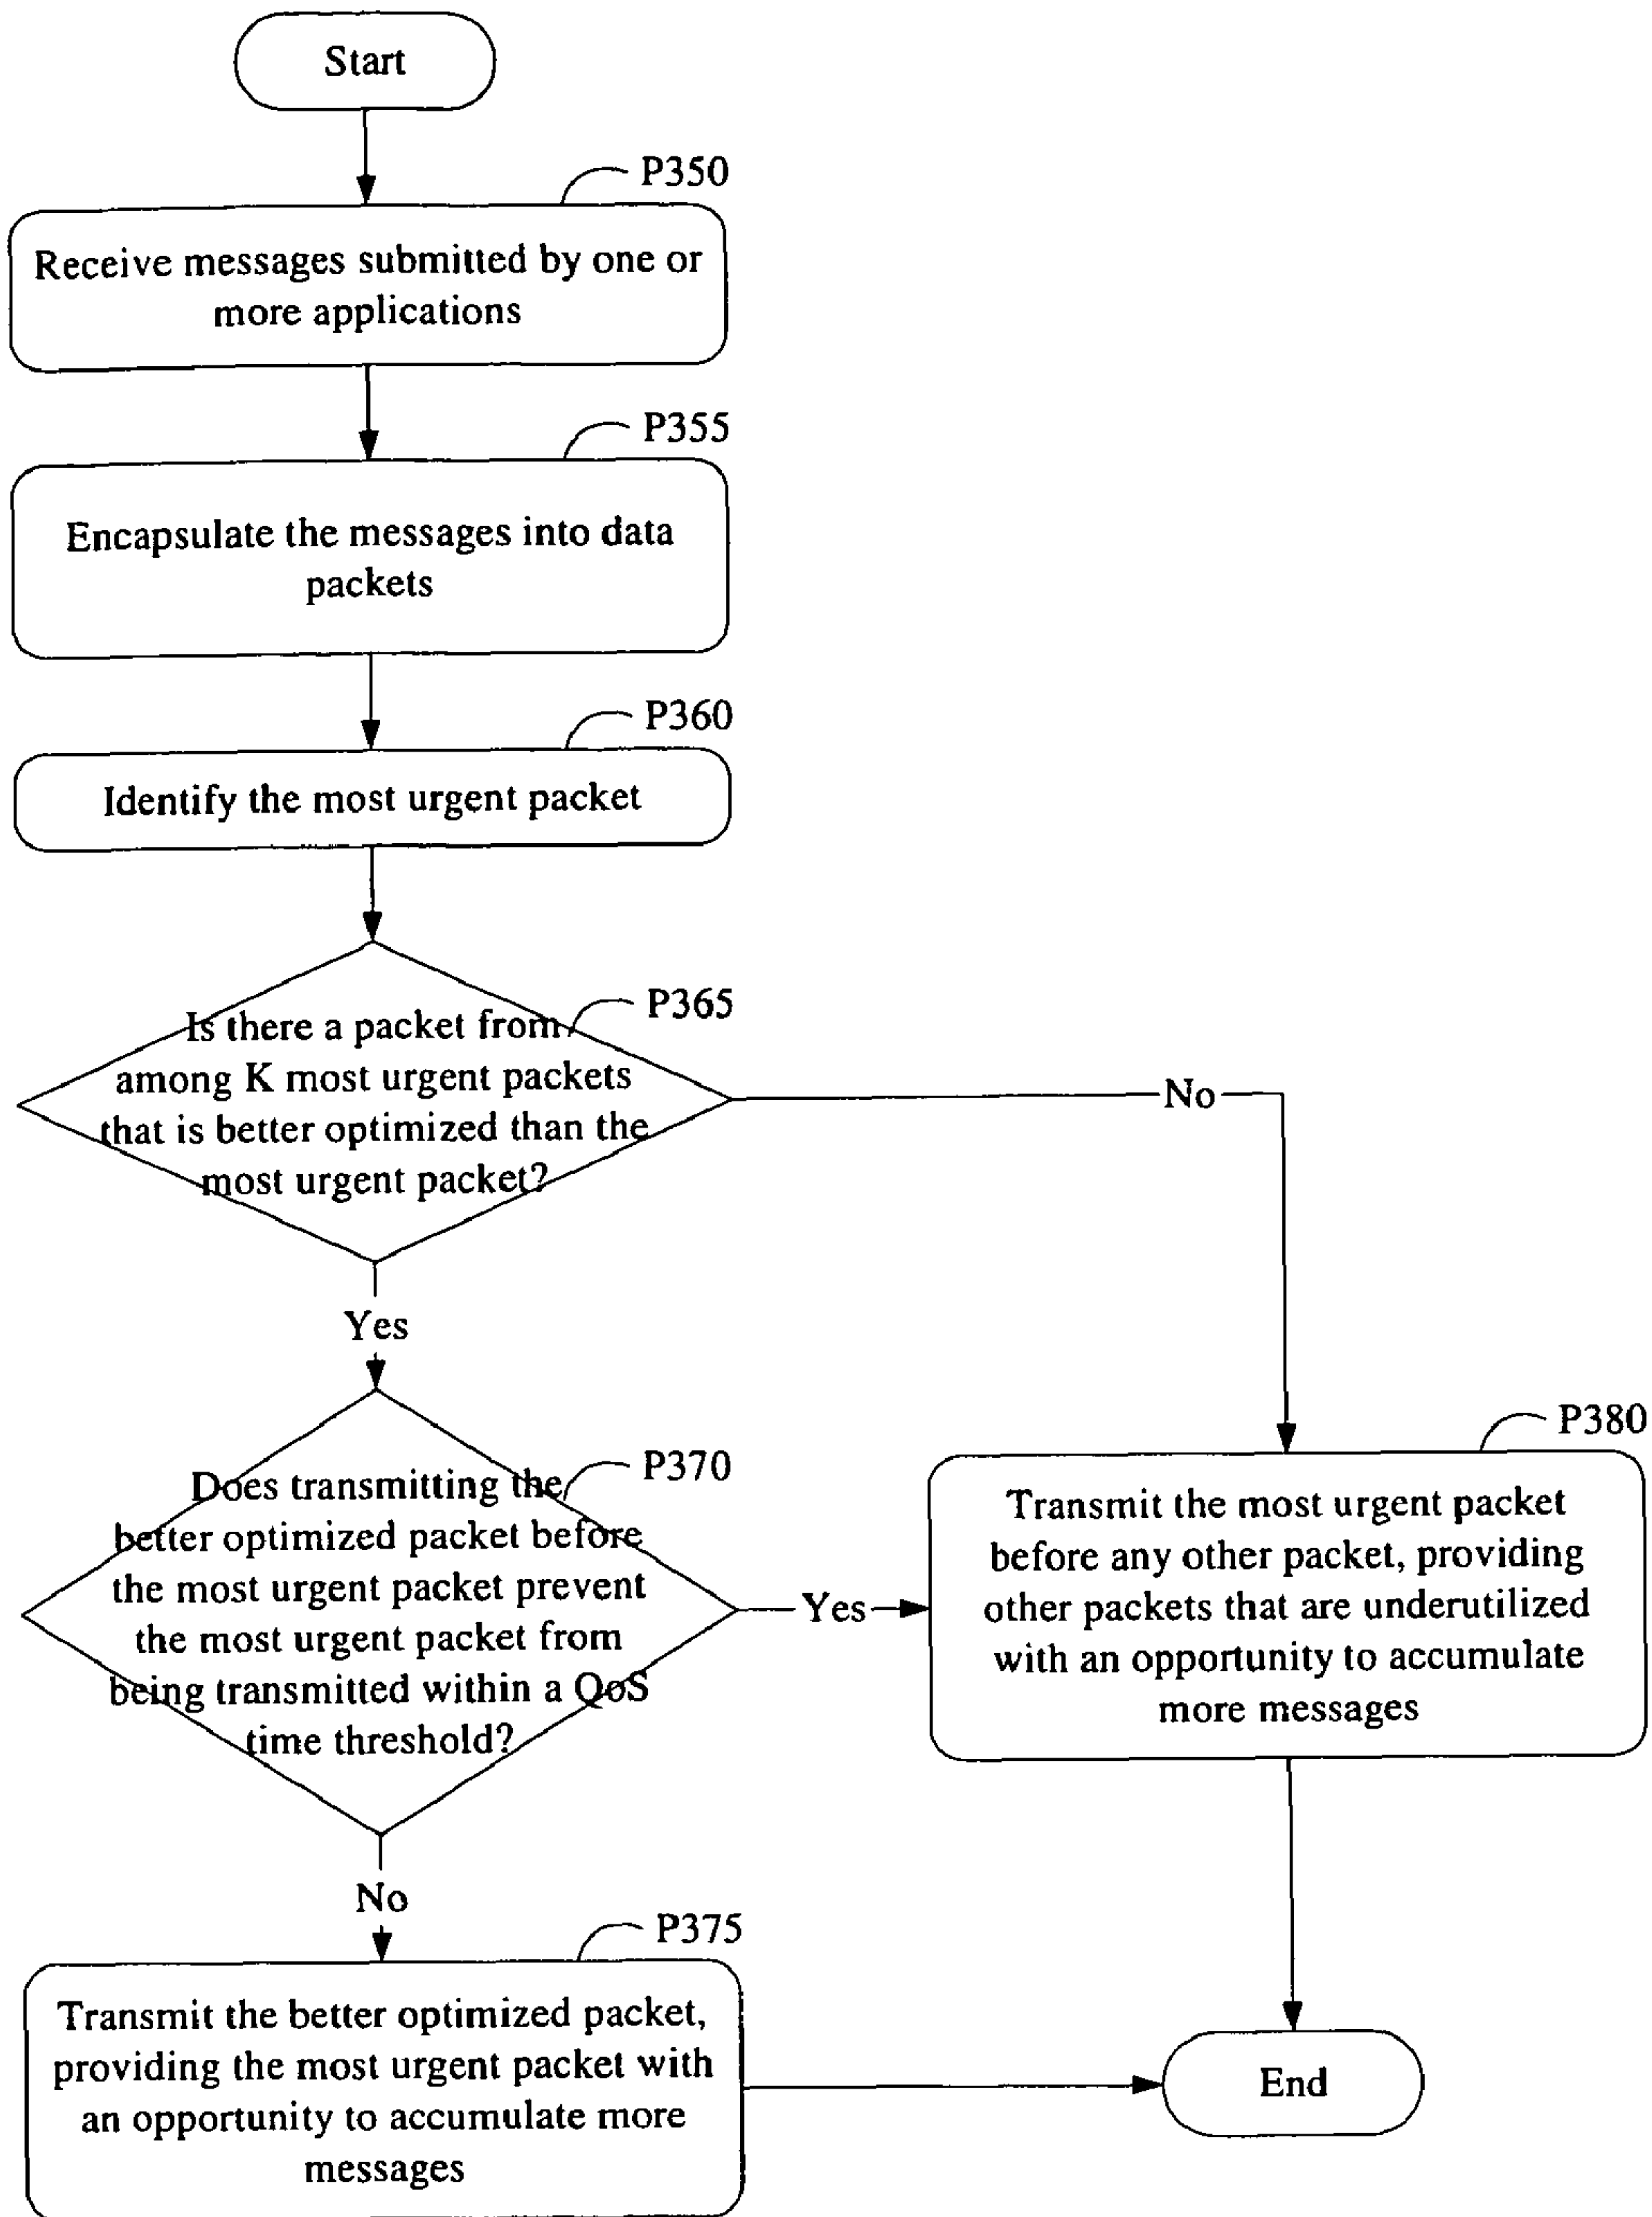 Start
P350
Receive messages submitted by one or
more applications
P355
Encapsulate the messages into data
packets
P360
Identify the most urgent packet
P365
Is there a packet from
among K most urgent packets
that is better optimized than the
most urgent packet?
No
Yes
P370
Does transmitting the
better optimized packet before
the most urgent packet prevent
the most urgent packet from
being transmitted within a QoS
time threshold?
Yes
P380
Transmit the most urgent packet
before any other packet, providing
other packets that are underutilized
with an opportunity to accumulate
more messages
No
P375
Transmit the better optimized packet,
providing the most urgent packet with
an opportunity to accumulate more
messages
End